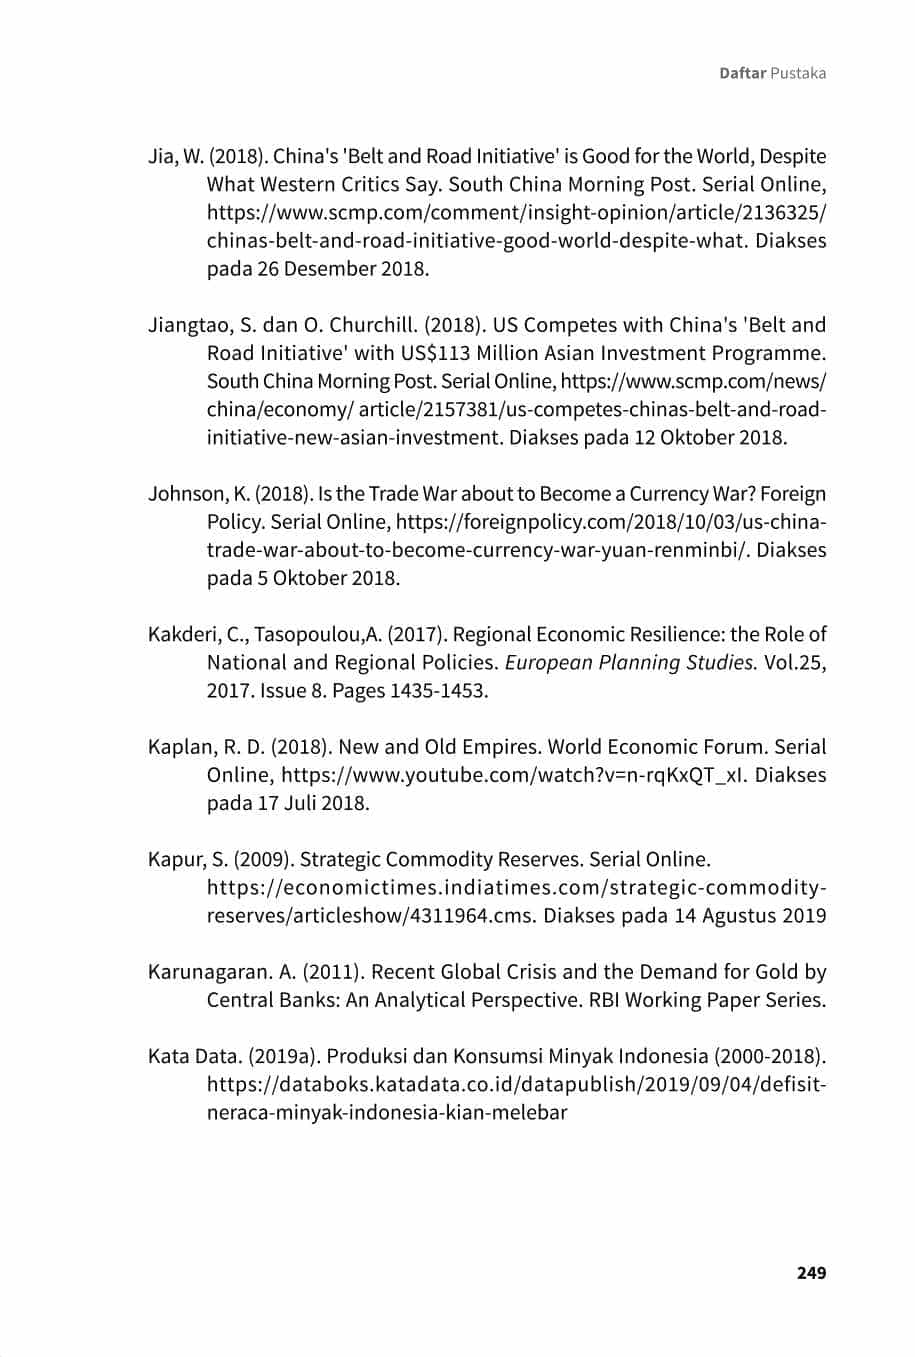 Daftar Pustaka
Jia, W. (2018). China's 'Belt and Road Initiative' is Good for the World, Despite
What Western Critics Say. South China Morning Post. Serial Online,
https://www.scmp.com/comment/insight-opinion/article/2136325/
chinas-belt-and-road-initiative-good-world-despite-what. Diakses
pada 26 Desember 2018.
Jiangtao, S. dan O. Churchill. (2018). US Competes with China's 'Belt and
Road Initiative' with US$113 Million Asian Investment Programme.
South China Morning Post. Serial Online, https://www.scmp.com/news/
china/economy/ article/2157381/us-competes-chinas-belt-and-road-
initiative-new-asian-investment. Diakses pada 12 Oktober 2018.
Johnson, K. (2018). Is the Trade War about to Become a Currency War? Foreign
Policy. Serial Online, https://foreignpolicy.com/2018/10/03/us-china-
trade-war-about-to-become-currency-war-yuan-renminbi/. Diakses
pada 5 Oktober 2018.
Kakderi, C., Tasopoulou,A. (2017). Regional Economic Resilience: the Role of
National and Regional Policies. European Planning Studies. Vol.25,
2017. Issue 8. Pages 1435-1453.
Kaplan, R. D. (2018). New and Old Empires. World Economic Forum. Serial
Online, https://www.youtube.com/watch?v=n-rqKxQT_xI. Diakses
pada 17 Juli 2018.
Kapur, S. (2009). Strategic Commodity Reserves. Serial Online.
https://economictimes.indiatimes.com/strategic-commodity-
reserves/articleshow/4311964.cms. Diakses pada 14 Agustus 2019
Karunagaran. A. (2011). Recent Global Crisis and the Demand for Gold by
Central Banks: An Analytical Perspective. RBI Working Paper Series.
Kata Data. (2019a). Produksi dan Konsumsi Minyak Indonesia (2000-2018).
https://databoks.katadata.co.id/datapublish/2019/09/04/defisit-
neraca-minyak-indonesia-kian-melebar
249